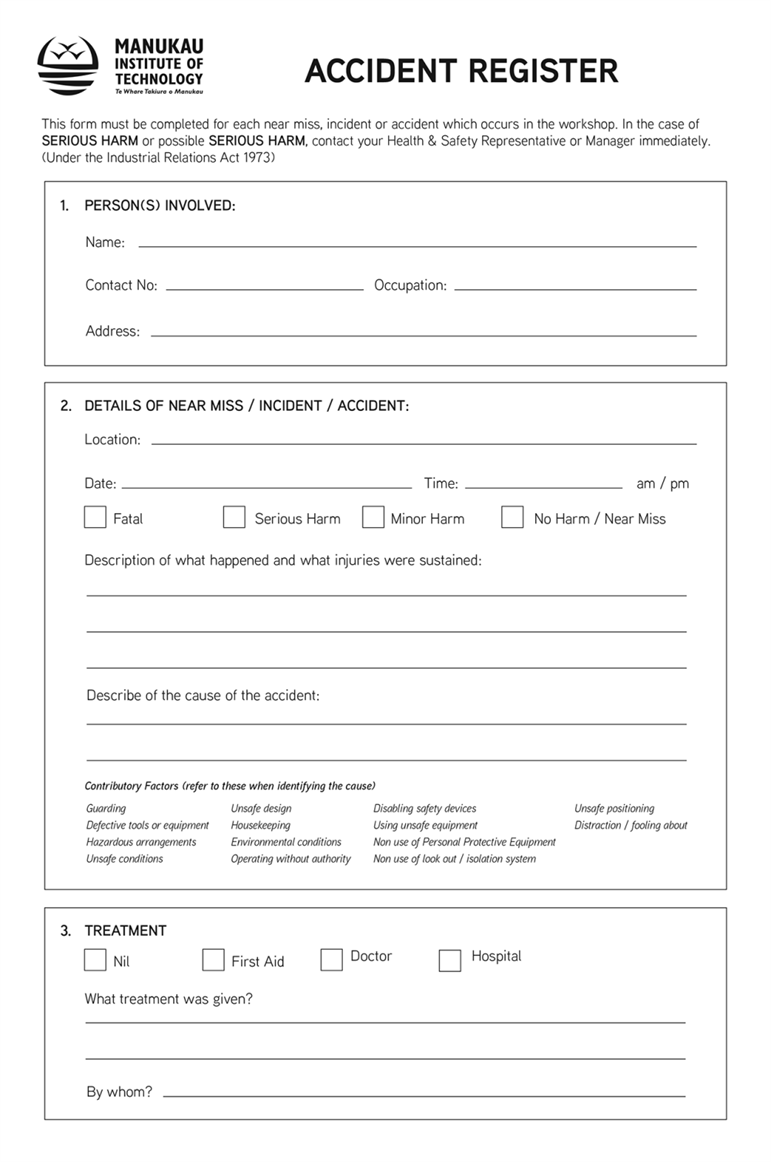 MANUKAU
INSTITUTE OF
TECHNOLOGY
Te Whare Takiura o Manukau
ACCIDENT REGISTER
This form must be completed for each near miss, incident or accident which occurs in the workshop. In the case of
SERIOUS HARM or possible SERIOUS HARM, contact your Health & Safety Representative or Manager immediately.
(Under the Industrial Relations Act 1973)
1. PERSON(S) INVOLVED:
Name:
Contact No: Occupation:
Address:
2. DETAILS OF NEAR MISS / INCIDENT / ACCIDENT:
Location:
Date: Time: am / pm
Fatal Serious Harm Minor Harm No Harm / Near Miss
Description of what happened and what injuries were sustained:
Describe of the cause of the accident:
Contributory Factors (refer to these when identifying the cause)
Guarding Unsafe design Disabling safety devices Unsafe positioning
Defective tools or equipment Housekeeping Using unsafe equipment Distraction / fooling about
Hazardous arrangements Environmental conditions Non use of Personal Protective Equipment
Unsafe conditions Operating without authority Non use of look out / isolation system
3. TREATMENT
Nil First Aid Doctor Hospital
What treatment was given?
By whom?